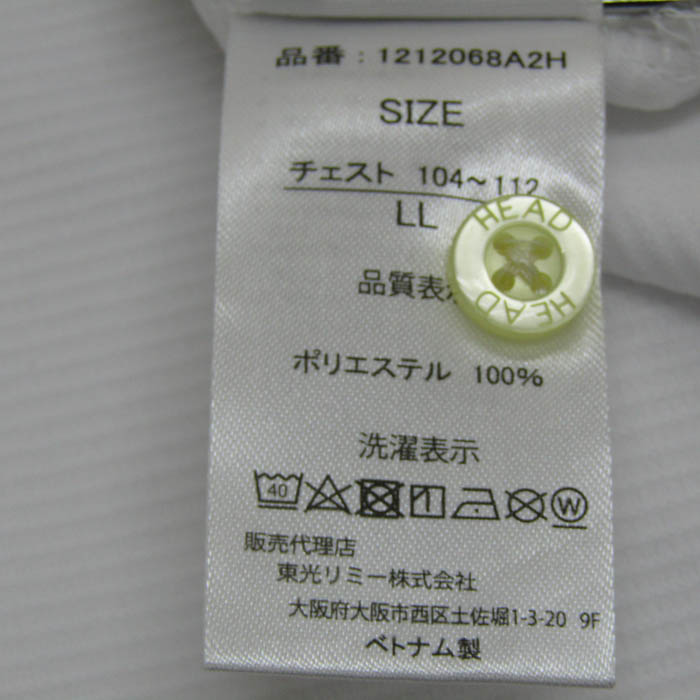 品番：1212068A2H
SIZE
チェスト 104～112
LL
HEAD
HEAD
品質表
ポリエステル 100%
洗濯表示
40
W
販売代理店
東光リミー株式会社
大阪府大阪市西区土佐堀1-3-20 9F
ベトナム製